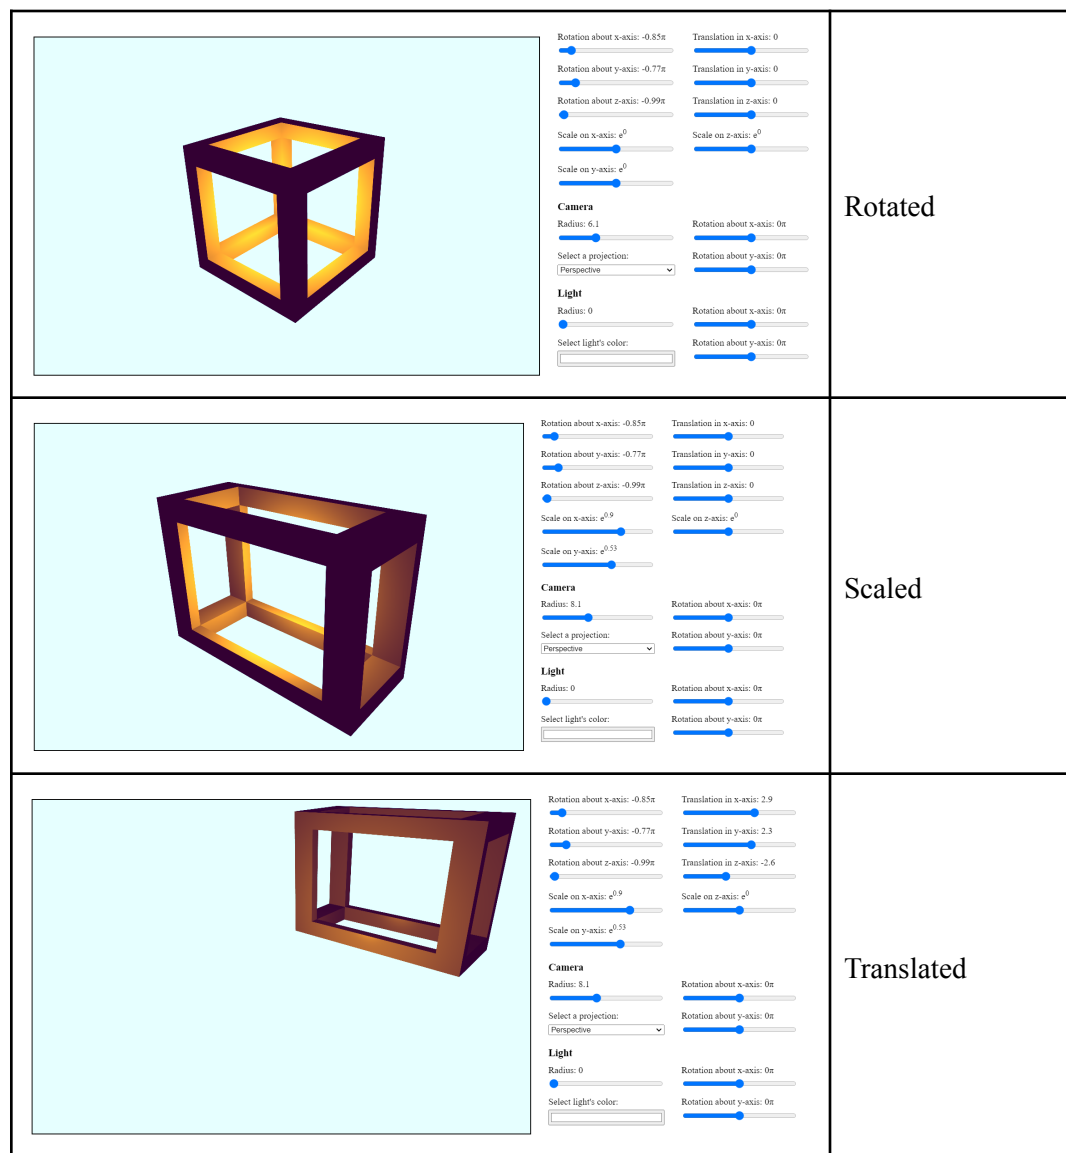 Rotation about x-axis: -0.85π Translation in x-axis: 0
Rotation about y-axis: -0.77π Translation in y-axis: 0
Rotation about z-axis: -0.99π Translation in z-axis: 0
Scale on x-axis: e^0 Scale on z-axis: e^0
Scale on y-axis: e^0
Camera
Radius: 6.1 Rotation about x-axis: 0π
Select a projection: Rotation about y-axis: 0π
Perspective
Light
Radius: 0 Rotation about x-axis: 0π
Select light's color: Rotation about y-axis: 0π
Rotated
Rotation about x-axis: -0.85π Translation in x-axis: 0
Rotation about y-axis: -0.77π Translation in y-axis: 0
Rotation about z-axis: -0.99π Translation in z-axis: 0
Scale on x-axis: e^0.9 Scale on z-axis: e^0
Scale on y-axis: e^0.53
Camera
Radius: 8.1 Rotation about x-axis: 0π
Select a projection: Rotation about y-axis: 0π
Perspective
Light
Radius: 0 Rotation about x-axis: 0π
Select light's color: Rotation about y-axis: 0π
Scaled
Rotation about x-axis: -0.85π Translation in x-axis: 2.9
Rotation about y-axis: -0.77π Translation in y-axis: 2.3
Rotation about z-axis: -0.99π Translation in z-axis: -2.6
Scale on x-axis: e^0.9 Scale on z-axis: e^0
Scale on y-axis: e^0.53
Camera
Radius: 8.1 Rotation about x-axis: 0π
Select a projection: Rotation about y-axis: 0π
Perspective
Light
Radius: 0 Rotation about x-axis: 0π
Select light's color: Rotation about y-axis: 0π
Translated